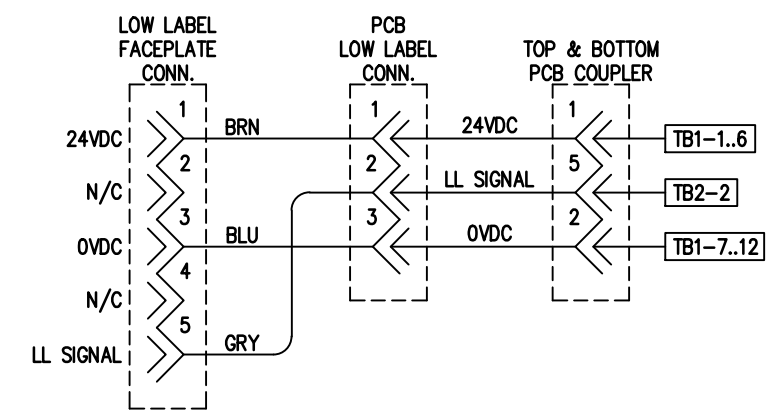 LOW LABEL
FACEPLATE
CONN.
PCB
LOW LABEL
CONN.
TOP & BOTTOM
PCB COUPLER
1
BRN
1
24VDC
1
24VDC
TB1-1..6
2
2
LL SIGNAL
5
N/C
TB2-2
3
BLU
3
0VDC
2
0VDC
TB1-7..12
4
N/C
5
GRY
LL SIGNAL